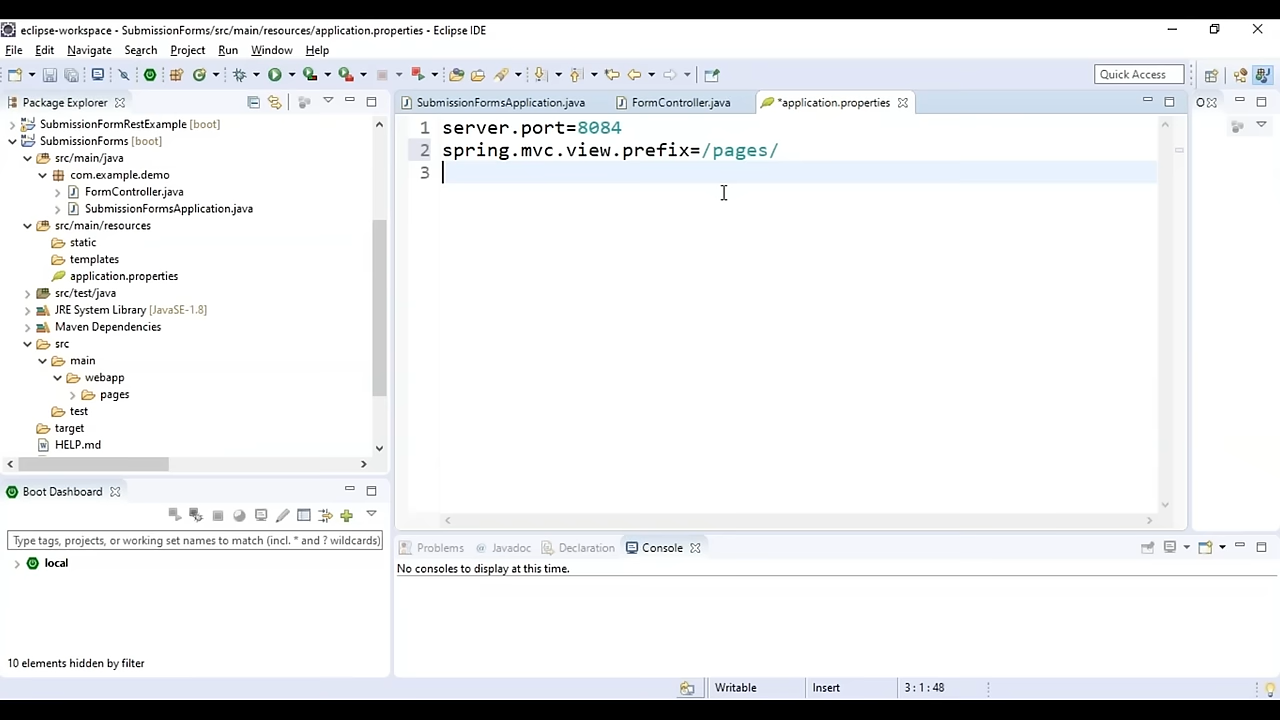 eclipse-workspace - SubmissionForms/src/main/resources/application.properties - Eclipse IDE
File Edit Navigate Search Project Run Window Help
Quick Access
Package Explorer
SubmissionFormRestExample [boot]
SubmissionForms [boot]
src/main/java
com.example.demo
FormController.java
SubmissionFormsApplication.java
src/main/resources
static
templates
application.properties
src/test/java
JRE System Library [JavaSE-1.8]
Maven Dependencies
src
main
webapp
pages
test
target
HELP.md
SubmissionFormsApplication.java FormController.java *application.properties
1 server.port=8084
2 spring.mvc.view.prefix=/pages/
3
O
Boot Dashboard
Type tags, projects, or working set names to match (incl. * and ? wildcards)
local
10 elements hidden by filter
Problems @ Javadoc Declaration Console
No consoles to display at this time.
Writable Insert 3:1:48